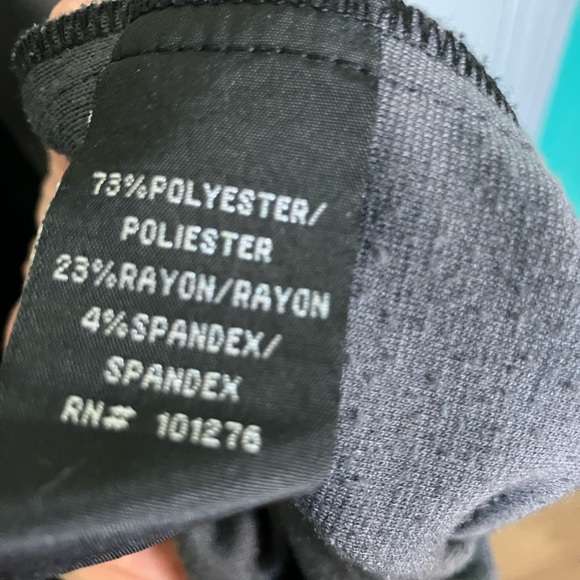 73%POLYESTER/
POLIESTER
23%RAYON/RAYON
4%SPANDEX/
SPANDEX
RN# 101276